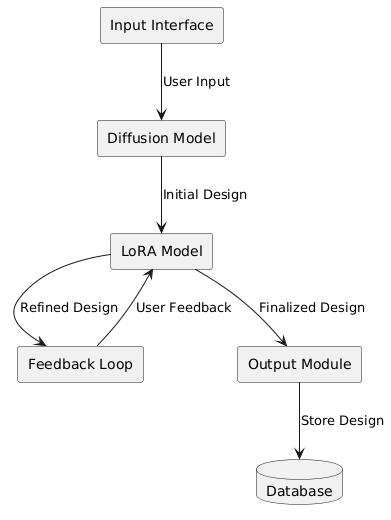 Input Interface
User Input
Diffusion Model
Initial Design
LoRA Model
Refined Design
User Feedback
Finalized Design
Feedback Loop
Output Module
Store Design
Database